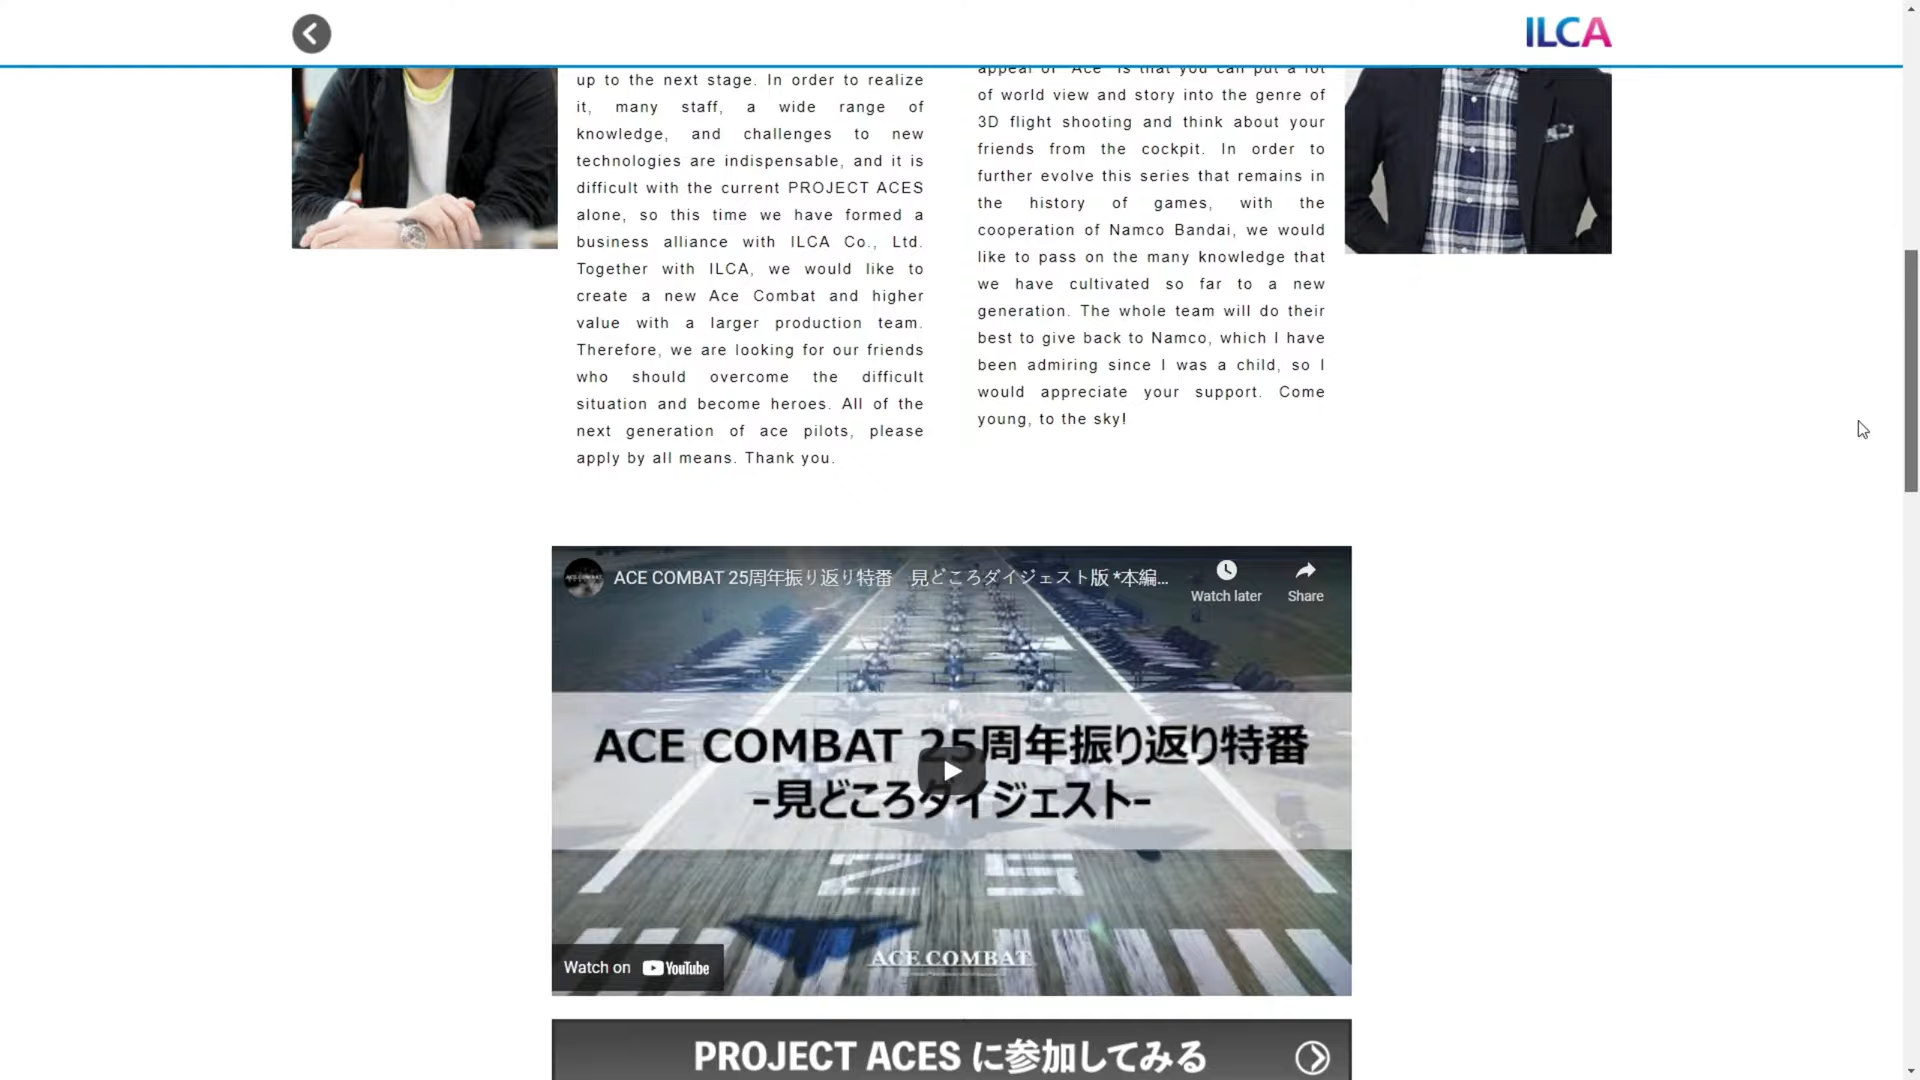 ILCA
up to the next stage. In order to realize
it, many staff, a wide range of
knowledge, and challenges to new
technologies are indispensable, and it is
difficult with the current PROJECT ACES
alone, so this time we have formed a
business alliance with ILCA Co., Ltd.
Together with ILCA, we would like to
create a new Ace Combat and higher
value with a larger production team.
Therefore, we are looking for our friends
who should overcome the difficult
situation and become heroes. All of the
next generation of ace pilots, please
apply by all means. Thank you.
appeal of "Ace" is that you can put a lot
of world view and story into the genre of
3D flight shooting and think about your
friends from the cockpit. In order to
further evolve this series that remains in
the history of games, with the
cooperation of Namco Bandai, we would
like to pass on the many knowledge that
we have cultivated so far to a new
generation. The whole team will do their
best to give back to Namco, which I have
been admiring since I was a child, so I
would appreciate your support. Come
young, to the sky!
ACE COMBAT 25周年振り返り特番 見どころダイジェスト版 *本編...
Watch later
Share
ACE COMBAT 25周年振り返り特番
-見どころダイジェスト-
25
ACE COMBAT
Watch on YouTube
PROJECT ACES に参加してみる